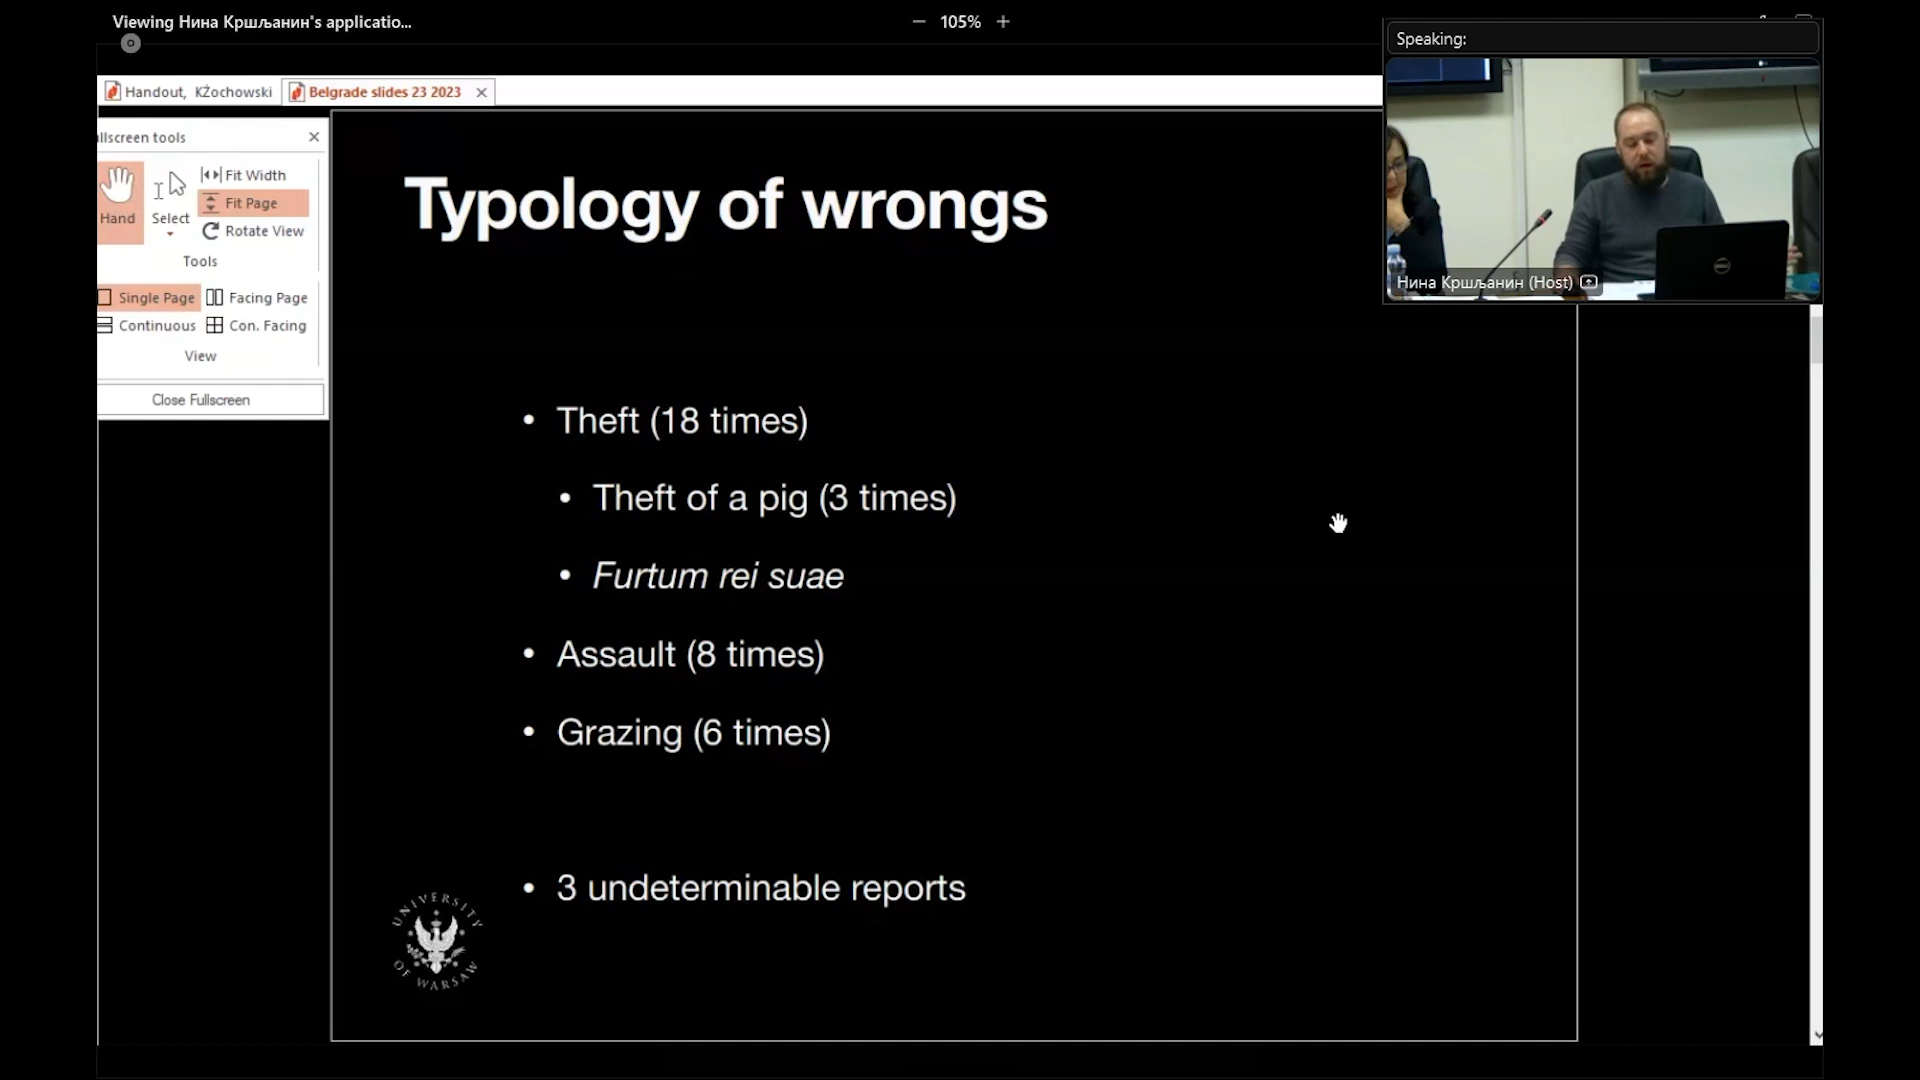 Viewing Нина Кршљанин's applicatio...
105%
Speaking:
Handout, KŻochowski
Belgrade slides 23 2023
llscreen tools
Hand
Select
Fit Width
Fit Page
Rotate View
Tools
Single Page
Facing Page
Continuous
Con. Facing
View
Close Fullscreen
Нина Кршљанин (Host)
Typology of wrongs
• Theft (18 times)
• Theft of a pig (3 times)
• Furtum rei suae
• Assault (8 times)
• Grazing (6 times)
• 3 undeterminable reports
UNIVERSITY
OF WARSAW